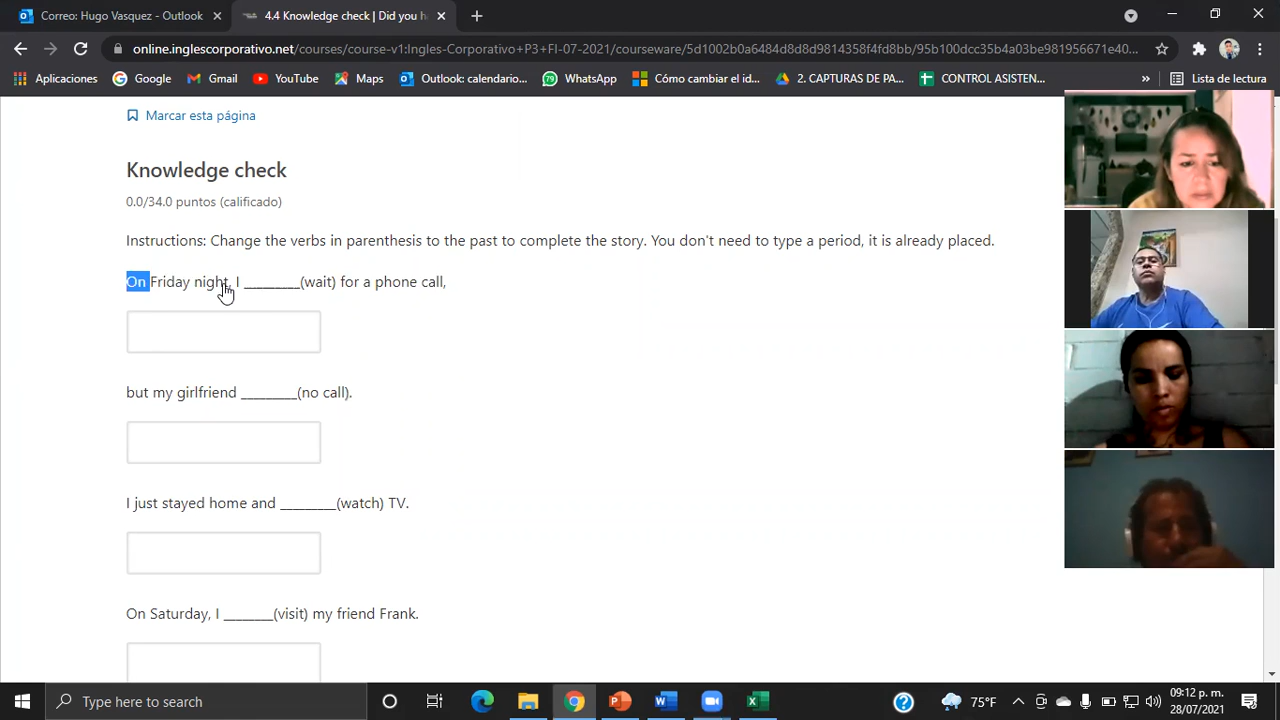 Correo: Hugo Vasquez - Outlook
4.4 Knowledge check | Did you h
online.inglescorporativo.net/courses/course-v1:Ingles-Corporativo+P3+FI-07-2021/courseware/5d1002b0a6484d8d8d9814358f4fd8bb/95b100dcc35b4a03be981956671e40...
Aplicaciones
Google
Gmail
YouTube
Maps
Outlook: calendario...
WhatsApp
Cómo cambiar el id...
2. CAPTURAS DE PA...
CONTROL ASISTEN...
»
Lista de lectura
Marcar esta página
Knowledge check
0.0/34.0 puntos (calificado)
Instructions: Change the verbs in parenthesis to the past to complete the story. You don't need to type a period, it is already placed.
On Friday night, I ________(wait) for a phone call,
but my girlfriend ________(no call).
I just stayed home and ________(watch) TV.
On Saturday, I _______(visit) my friend Frank.
Type here to search
75°F
09:12 p. m.
28/07/2021